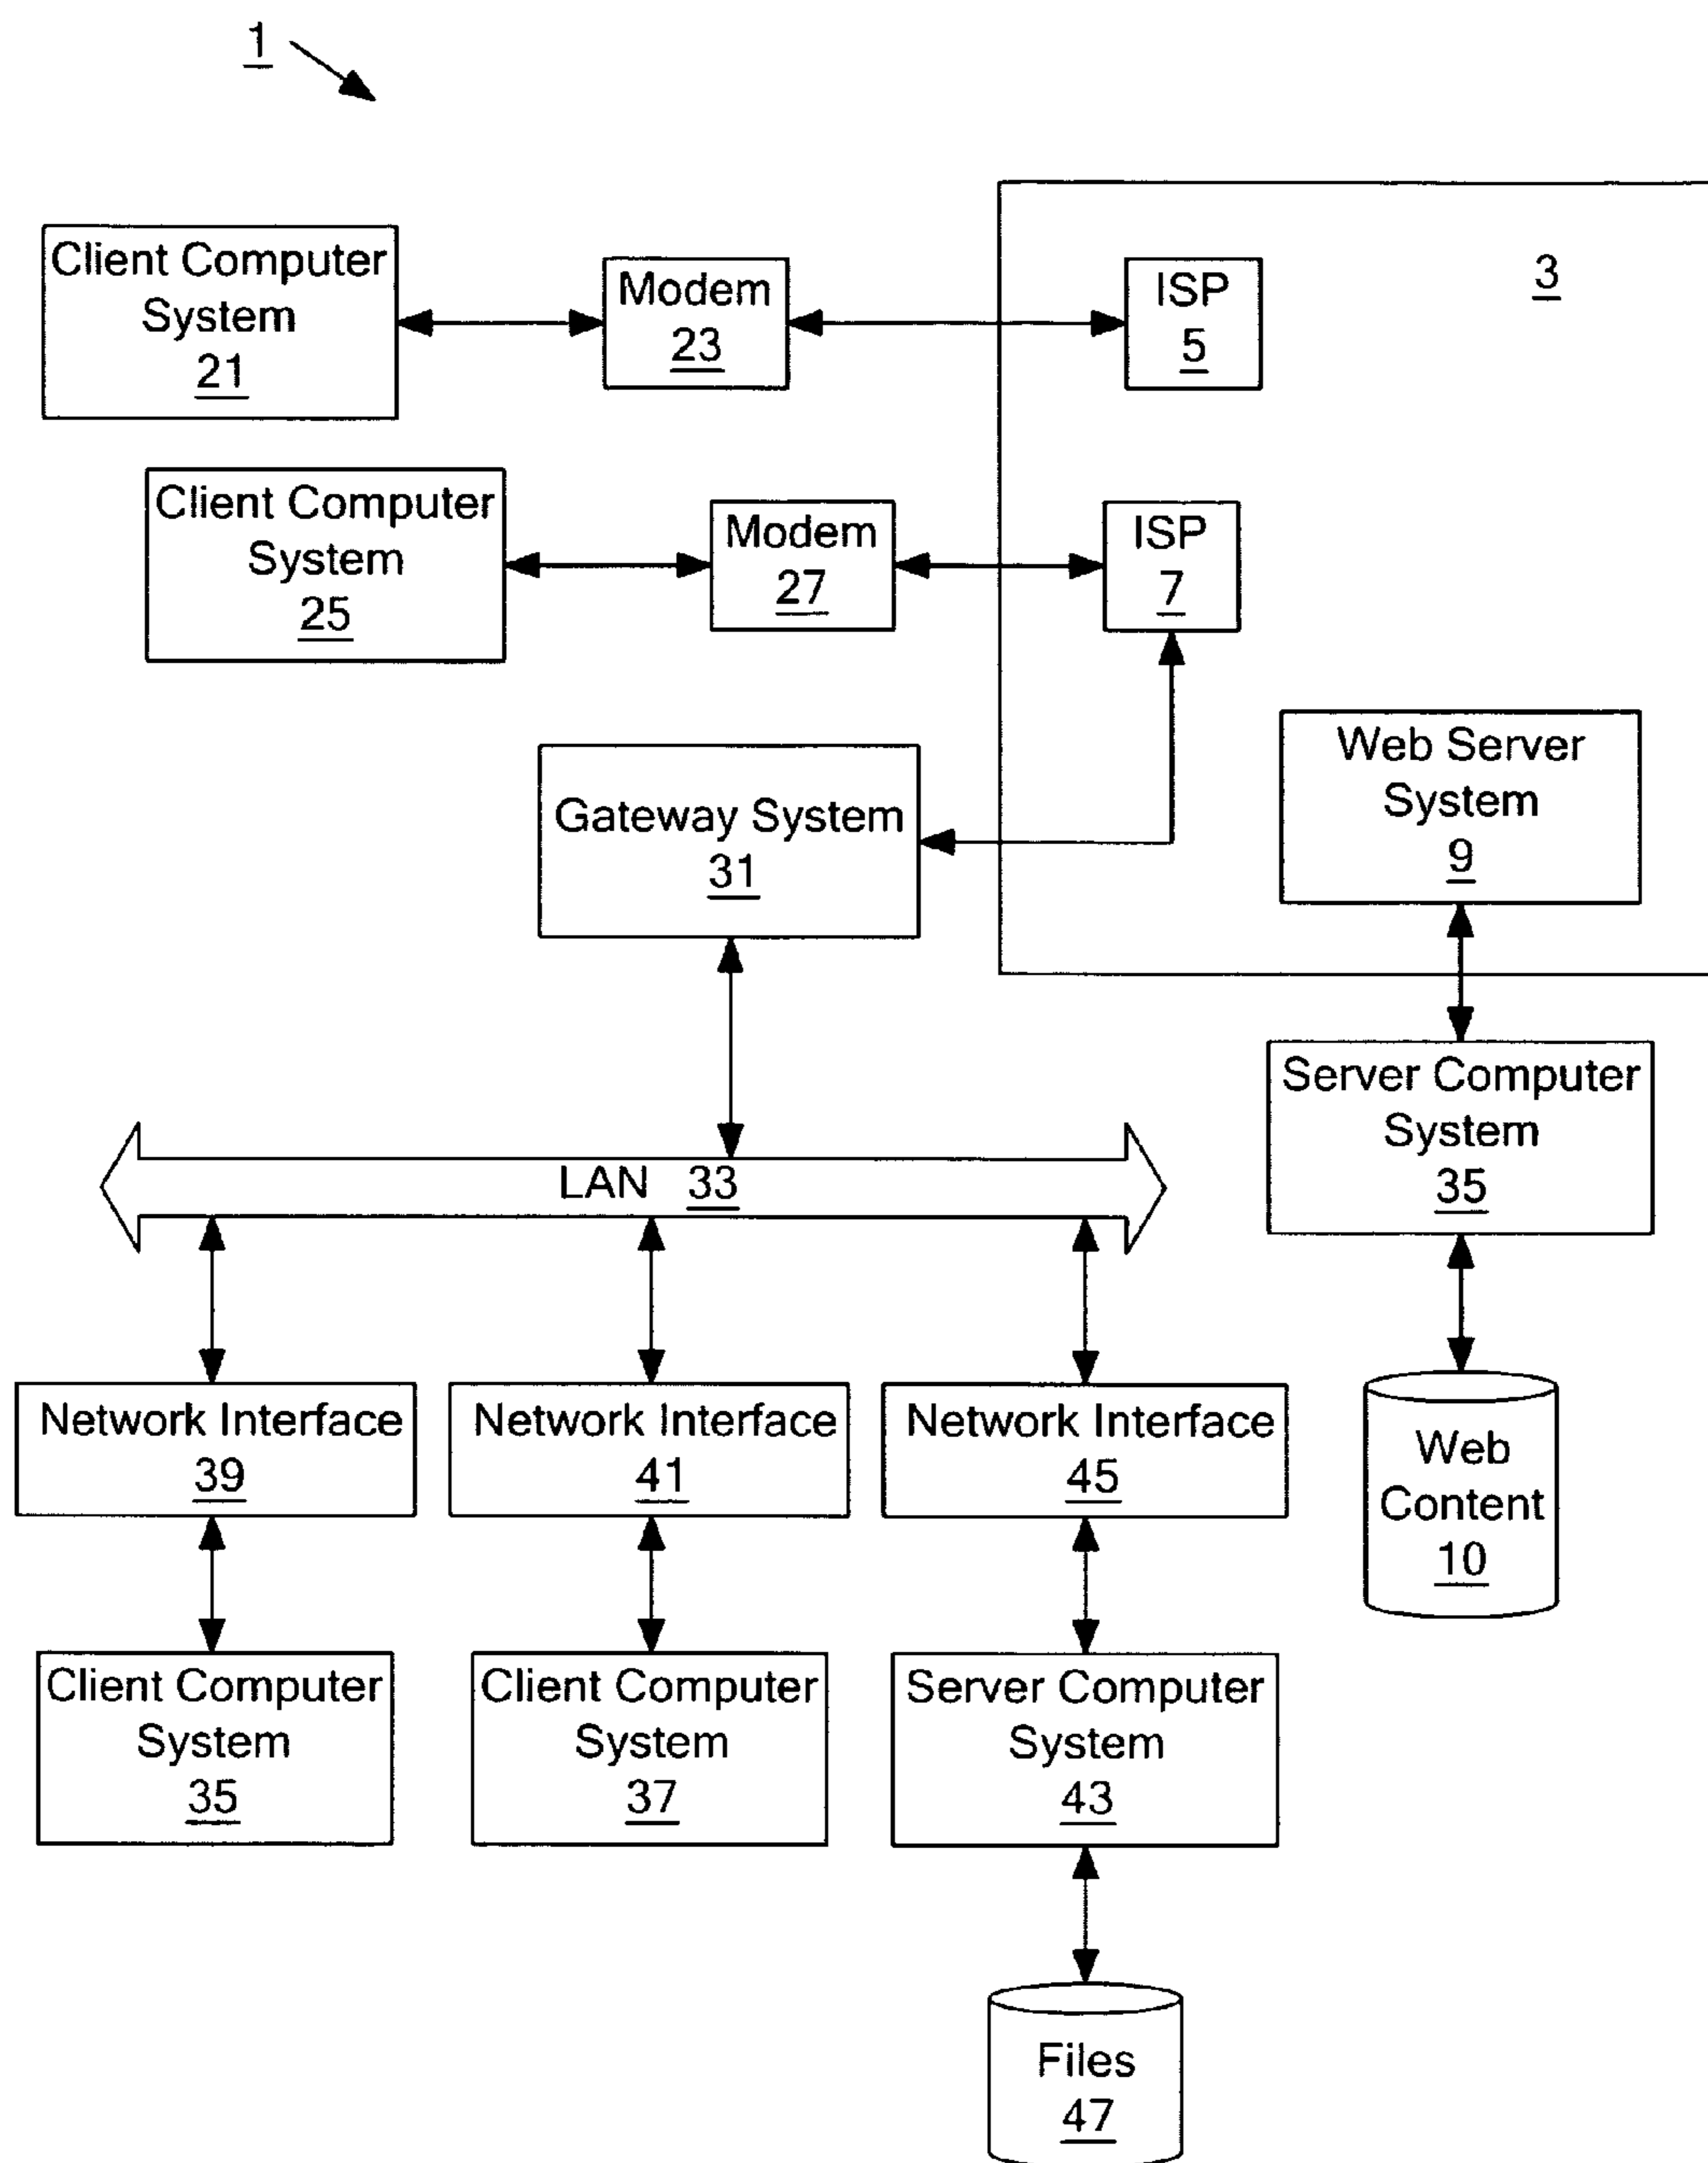 1
3
Client Computer
System
21
Modem
23
ISP
5
Client Computer
System
25
Modem
27
ISP
7
Gateway System
31
Web Server
System
9
Server Computer
System
35
LAN 33
Network Interface
39
Network Interface
41
Network Interface
45
Web
Content
10
Client Computer
System
35
Client Computer
System
37
Server Computer
System
43
Files
47